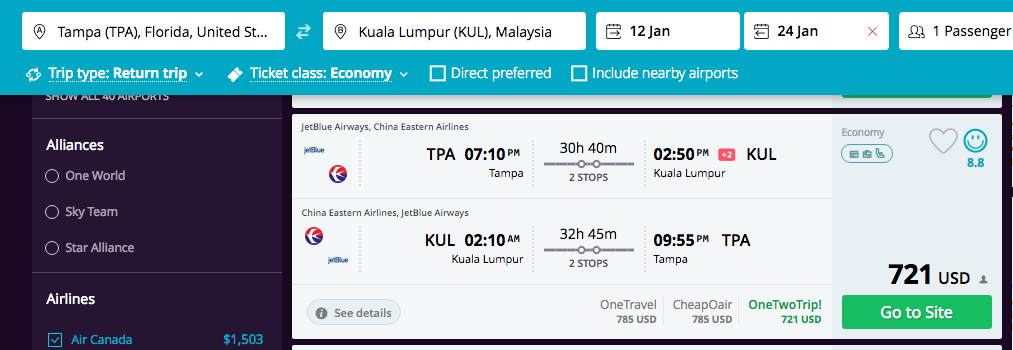 A Tampa (TPA), Florida, United St...
B Kuala Lumpur (KUL), Malaysia
12 Jan
24 Jan
1 Passenger
Trip type: Return trip
Ticket class: Economy
Direct preferred
Include nearby airports
SHOW ALL 40 AIRPORTS
Alliances
One World
Sky Team
Star Alliance
Airlines
Air Canada $1,503
JetBlue Airways, China Eastern Airlines
jetBlue
TPA 07:10 PM
Tampa
30h 40m
2 STOPS
02:50 PM +2 KUL
Kuala Lumpur
China Eastern Airlines, JetBlue Airways
jetBlue
KUL 02:10 AM
Kuala Lumpur
32h 45m
2 STOPS
09:55 PM TPA
Tampa
See details
OneTravel
785 USD
CheapOair
785 USD
OneTwoTrip!
721 USD
Economy
8.8
721 USD
Go to Site